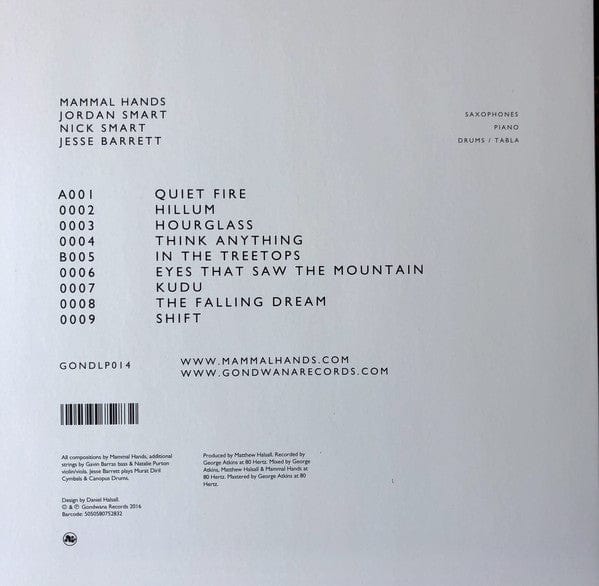 MAMMAL HANDS
JORDAN SMART SAXOPHONES
NICK SMART PIANO
JESSE BARRETT DRUMS / TABLA
A001 QUIET FIRE
0002 HILLUM
0003 HOURGLASS
0004 THINK ANYTHING
B005 IN THE TREETOPS
0006 EYES THAT SAW THE MOUNTAIN
0007 KUDU
0008 THE FALLING DREAM
0009 SHIFT
GONDLP014
WWW.MAMMALHANDS.COM
WWW.GONDWANARECORDS.COM
All compositions by Mammal Hands, additional
strings by Gavin Barras bass & Natalie Purton
violin/viola. Jesse Barrett plays Murat Diril
Cymbals & Canopus Drums.
Produced by Matthew Halsall. Recorded by
George Atkins at 80 Hertz. Mixed by George
Atkins, Matthew Halsall & Mammal Hands at
80 Hertz. Mastered by George Atkins at 80
Hertz.
Design by Daniel Halsall.
© & ℗ Gondwana Records 2016
Barcode: 5050580752832